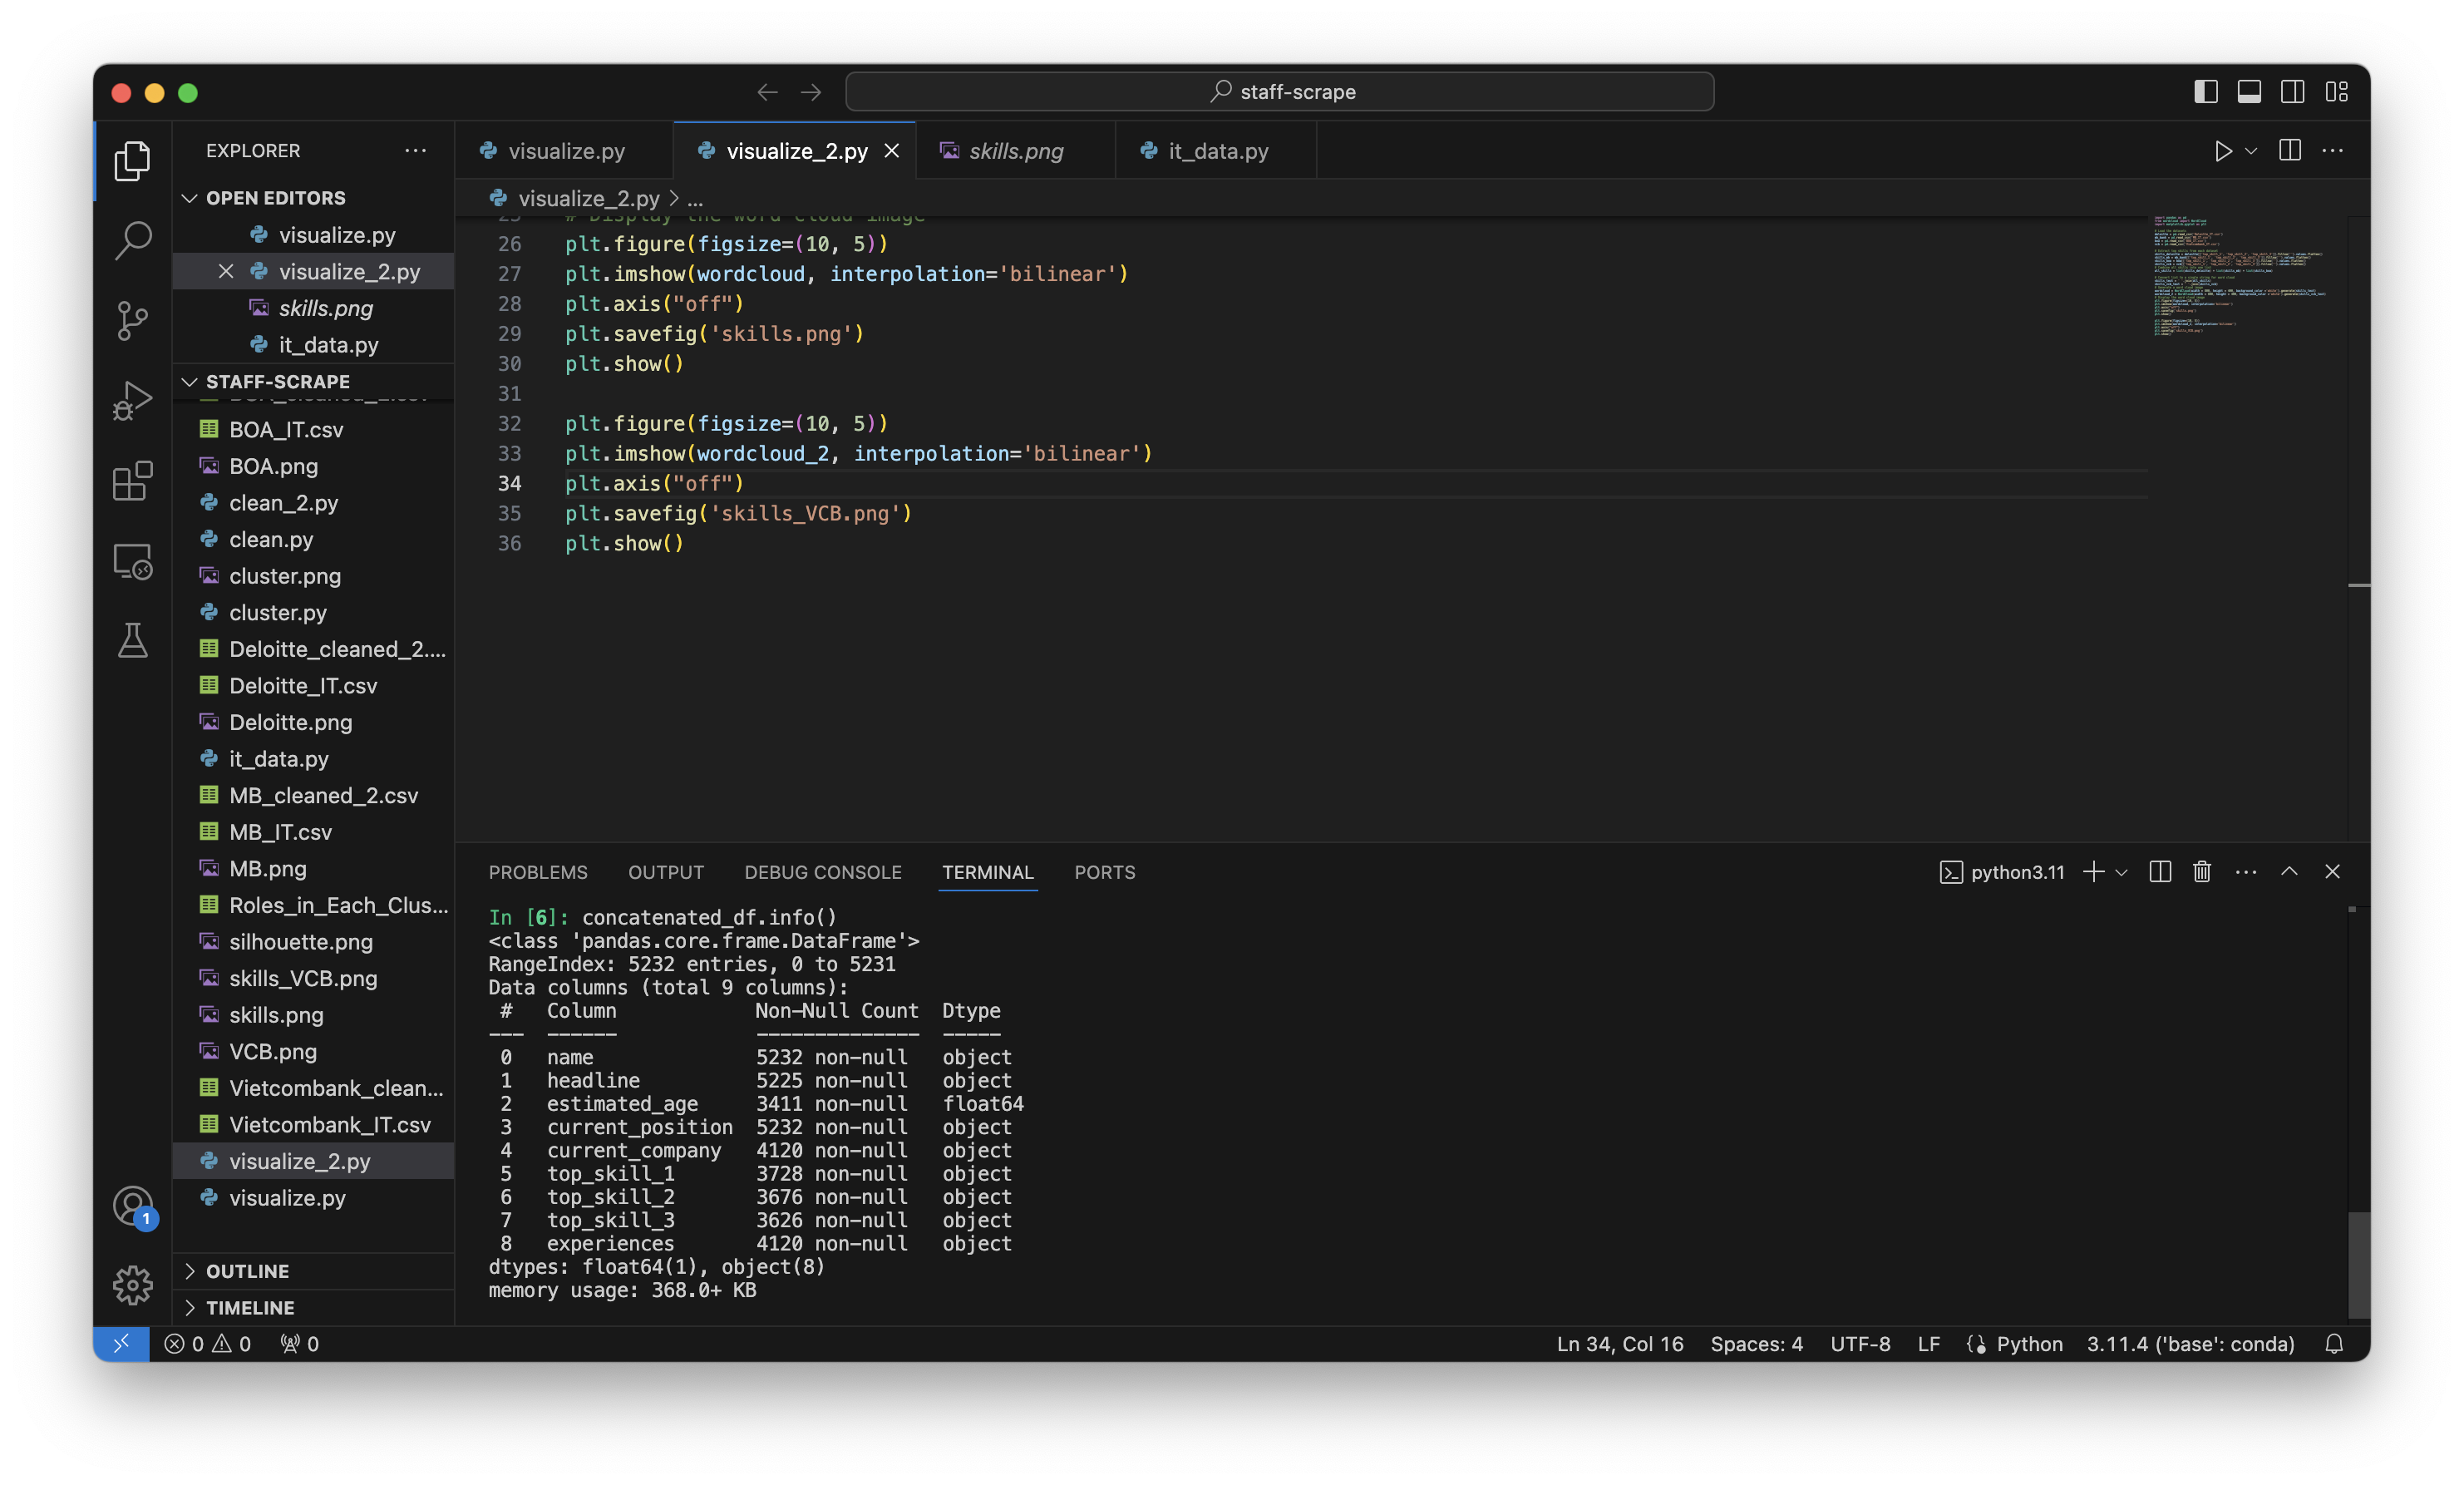 staff-scrape
EXPLORER
OPEN EDITORS
visualize.py
visualize_2.py
skills.png
it_data.py
STAFF-SCRAPE
BOA_cleaned_2.csv
BOA_IT.csv
BOA.png
clean_2.py
clean.py
cluster.png
cluster.py
Deloitte_cleaned_2....
Deloitte_IT.csv
Deloitte.png
it_data.py
MB_cleaned_2.csv
MB_IT.csv
MB.png
Roles_in_Each_Clus...
silhouette.png
skills_VCB.png
skills.png
VCB.png
Vietcombank_clean...
Vietcombank_IT.csv
visualize_2.py
visualize.py
OUTLINE
TIMELINE
1
visualize.py visualize_2.py skills.png it_data.py
visualize_2.py > ...
25 # Display the word cloud image
26 plt.figure(figsize=(10, 5))
27 plt.imshow(wordcloud, interpolation='bilinear')
28 plt.axis("off")
29 plt.savefig('skills.png')
30 plt.show()
31
32 plt.figure(figsize=(10, 5))
33 plt.imshow(wordcloud_2, interpolation='bilinear')
34 plt.axis("off")
35 plt.savefig('skills_VCB.png')
36 plt.show()
PROBLEMS OUTPUT DEBUG CONSOLE TERMINAL PORTS python3.11
In [6]: concatenated_df.info()
<class 'pandas.core.frame.DataFrame'>
RangeIndex: 5232 entries, 0 to 5231
Data columns (total 9 columns):
# Column Non-Null Count Dtype
--- ------ -------------- -----
0 name 5232 non-null object
1 headline 5225 non-null object
2 estimated_age 3411 non-null float64
3 current_position 5232 non-null object
4 current_company 4120 non-null object
5 top_skill_1 3728 non-null object
6 top_skill_2 3676 non-null object
7 top_skill_3 3626 non-null object
8 experiences 4120 non-null object
dtypes: float64(1), object(8)
memory usage: 368.0+ KB
0 0 0 Ln 34, Col 16 Spaces: 4 UTF-8 LF Python 3.11.4 ('base': conda)